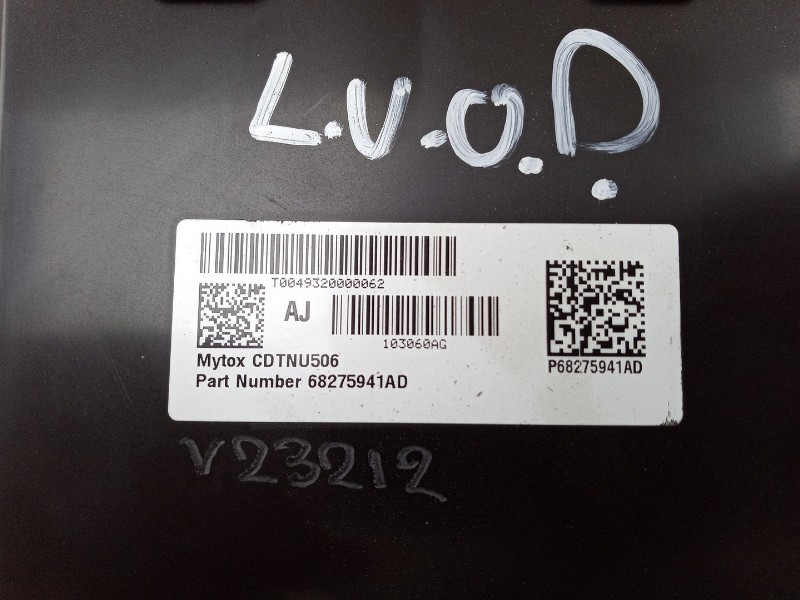 L.V.O.D.
T0049320000062
AJ
103060AG
Mytox CDTNU506
Part Number 68275941AD
P68275941AD
V23212